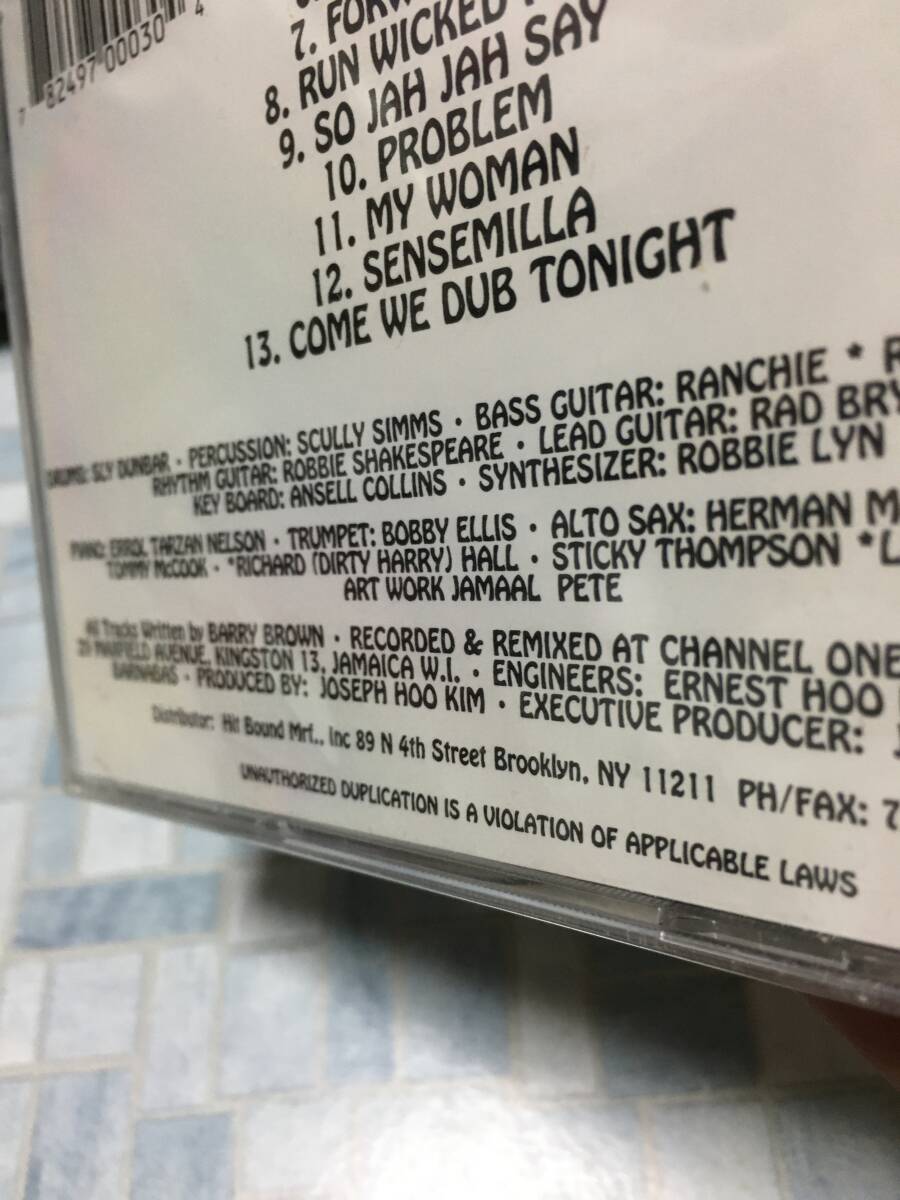 7 82497 00030 4
7. FORW
8. RUN WICKED
9. SO JAH JAH SAY
10. PROBLEM
11. MY WOMAN
12. SENSEMILLA
13. COME WE DUB TONIGHT
DRUMS: SLY DUNBAR · PERCUSSION: SCULLY SIMMS · BASS GUITAR: RANCHIE * R
RHYTHM GUITAR: ROBBIE SHAKESPEARE · LEAD GUITAR: RAD BRY
KEY BOARD: ANSELL COLLINS · SYNTHESIZER: ROBBIE LYN
PIANO: ERROL TARZAN NELSON · TRUMPET: BOBBY ELLIS · ALTO SAX: HERMAN M
TOMMY McCOOK · *RICHARD (DIRTY HARRY) HALL · STICKY THOMPSON *L
ART WORK JAMAAL PETE
All Tracks Written by BARRY BROWN · RECORDED & REMIXED AT CHANNEL ONE
29 MAXFIELD AVENUE, KINGSTON 13, JAMAICA W.I. · ENGINEERS: ERNEST HOO
BARNABAS · PRODUCED BY: JOSEPH HOO KIM · EXECUTIVE PRODUCER: J
Distributor: Hit Bound Mrt., Inc 89 N 4th Street Brooklyn, NY 11211 PH/FAX: 7
UNAUTHORIZED DUPLICATION IS A VIOLATION OF APPLICABLE LAWS